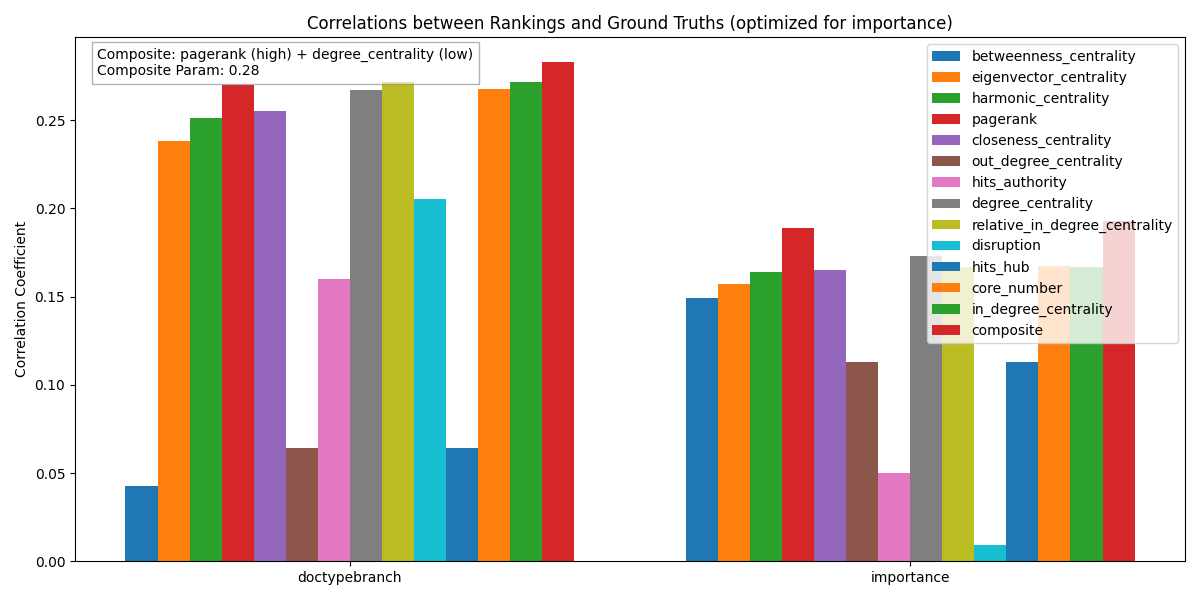 Correlations between Rankings and Ground Truths (optimized for importance)
Composite: pagerank (high) + degree_centrality (low)
Composite Param: 0.28
betweenness_centrality
eigenvector_centrality
harmonic_centrality
pagerank
closeness_centrality
out_degree_centrality
hits_authority
degree_centrality
relative_in_degree_centrality
disruption
hits_hub
core_number
in_degree_centrality
composite
Correlation Coefficient
0.25
0.20
0.15
0.10
0.05
0.00
doctypebranch
importance